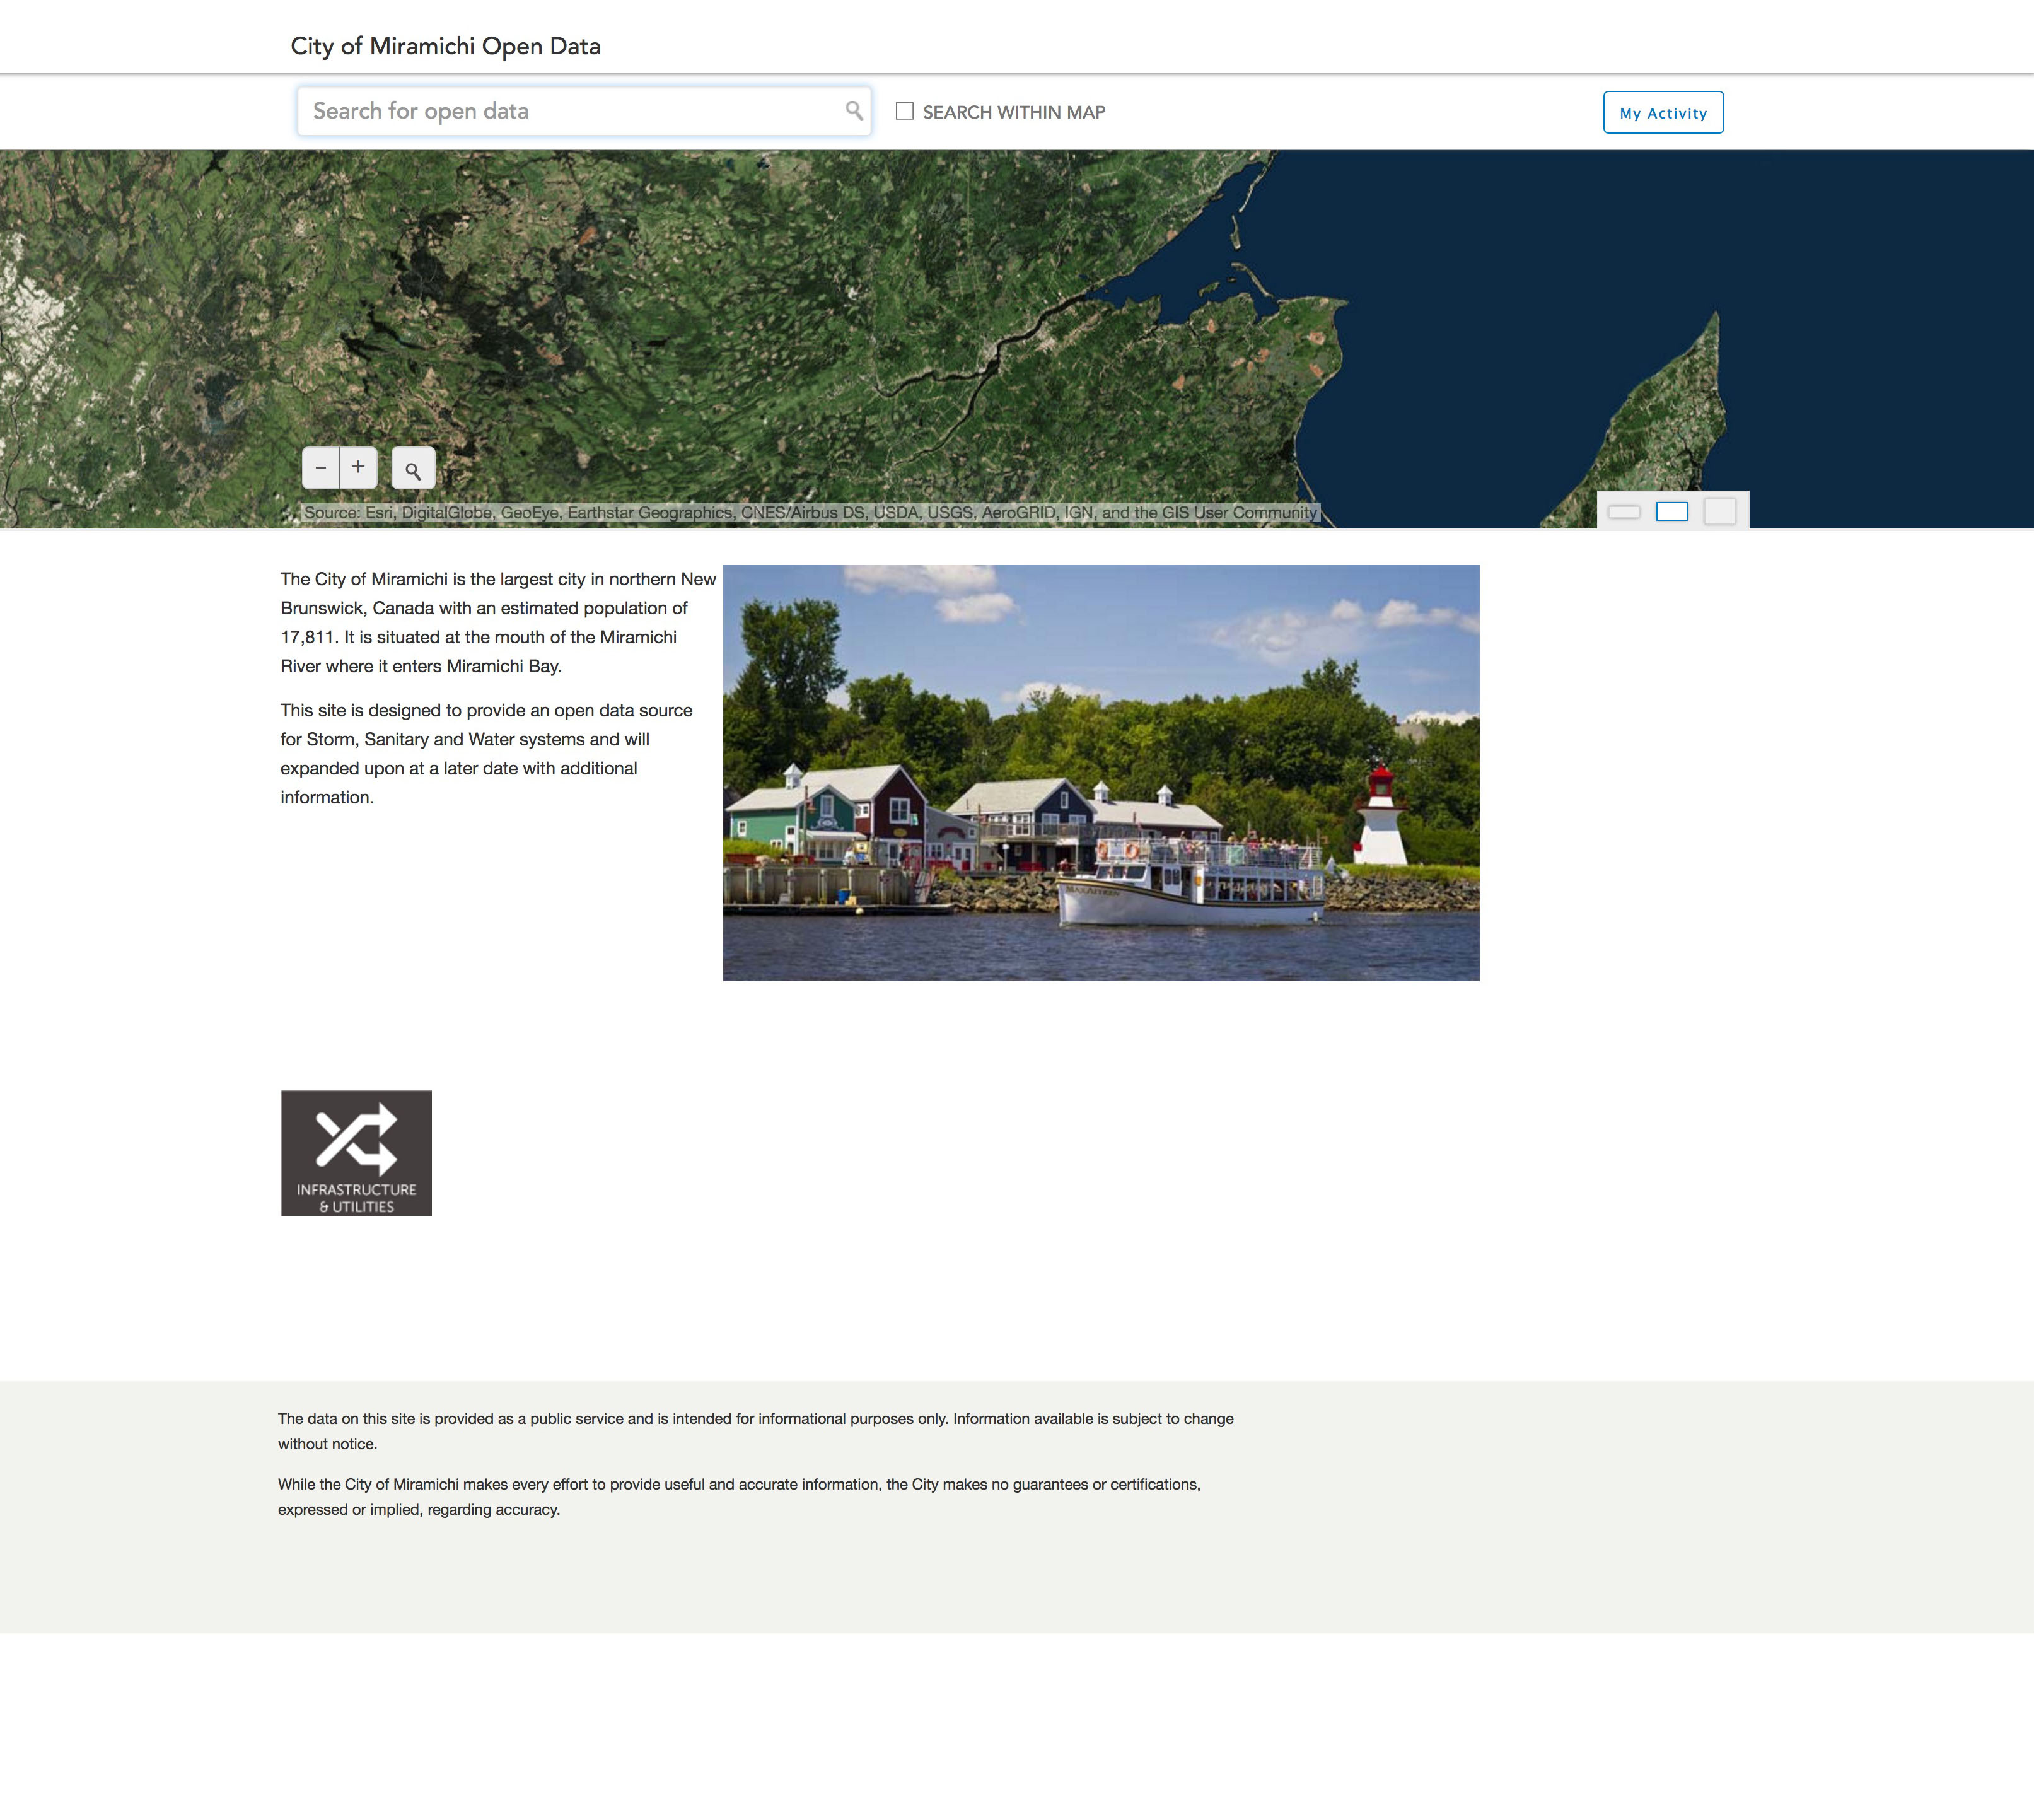 City of Miramichi Open Data
Search for open data
SEARCH WITHIN MAP
My Activity
− +
Source: Esri, DigitalGlobe, GeoEye, Earthstar Geographics, CNES/Airbus DS, USDA, USGS, AeroGRID, IGN, and the GIS User Community
The City of Miramichi is the largest city in northern New
Brunswick, Canada with an estimated population of
17,811. It is situated at the mouth of the Miramichi
River where it enters Miramichi Bay.
This site is designed to provide an open data source
for Storm, Sanitary and Water systems and will
expanded upon at a later date with additional
information.
INFRASTRUCTURE
& UTILITIES
The data on this site is provided as a public service and is intended for informational purposes only. Information available is subject to change
without notice.
While the City of Miramichi makes every effort to provide useful and accurate information, the City makes no guarantees or certifications,
expressed or implied, regarding accuracy.